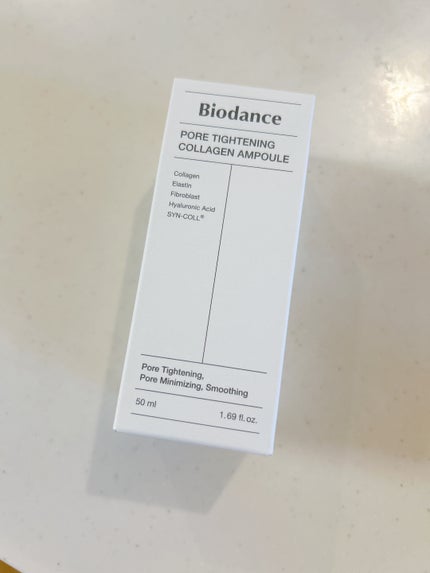 Biodance
PORE TIGHTENING
COLLAGEN AMPOULE
Collagen
Elastin
Fibroblast
Hyaluronic Acid
SYN-COLL®
Pore Tightening,
Pore Minimizing, Smoothing
50 ml
1.69 fl.oz.